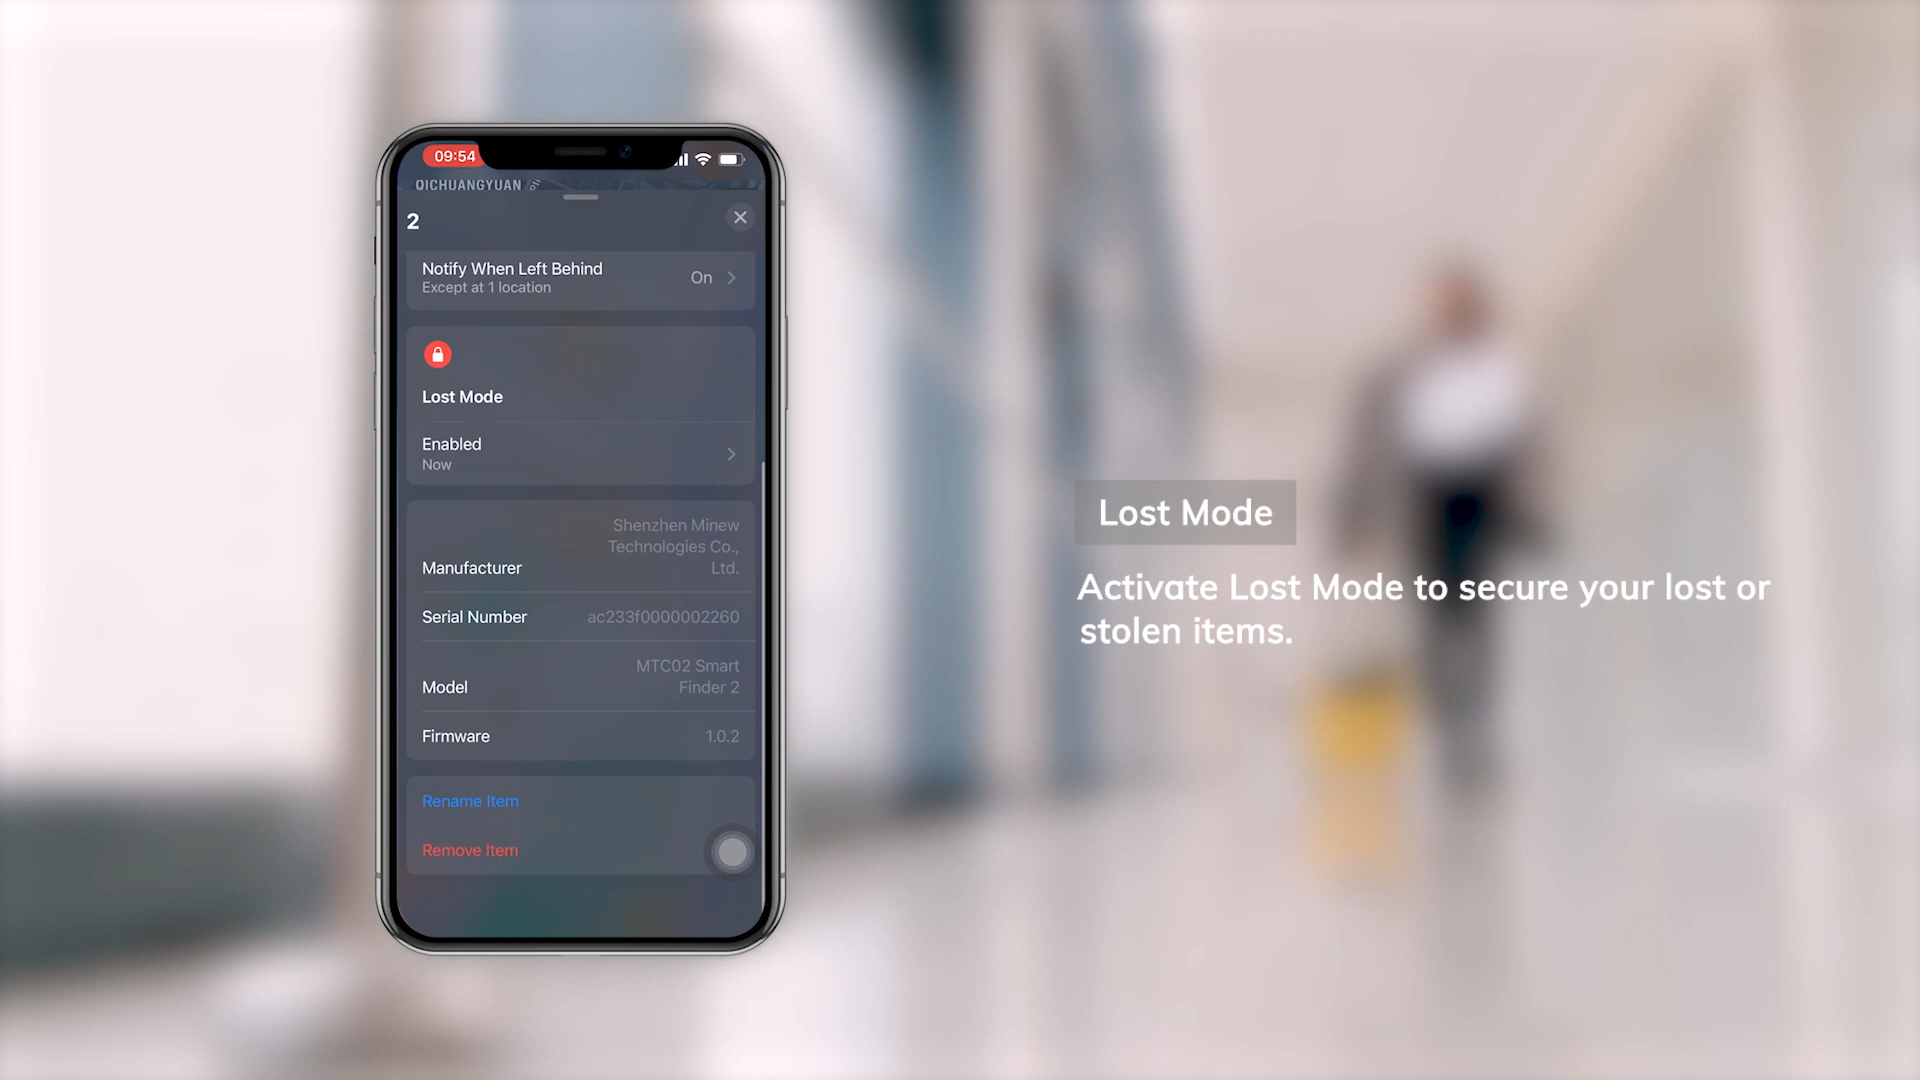 09:54
QICHUANGYUAN
2
Notify When Left Behind
On
Except at 1 location
Lost Mode
Enabled
Now
Shenzhen Minew
Technologies Co.,
Manufacturer Ltd.
Serial Number ac233f0000002260
MTC02 Smart
Model Finder 2
Firmware 1.0.2
Rename Item
Remove Item
Lost Mode
Activate Lost Mode to secure your lost or
stolen items.